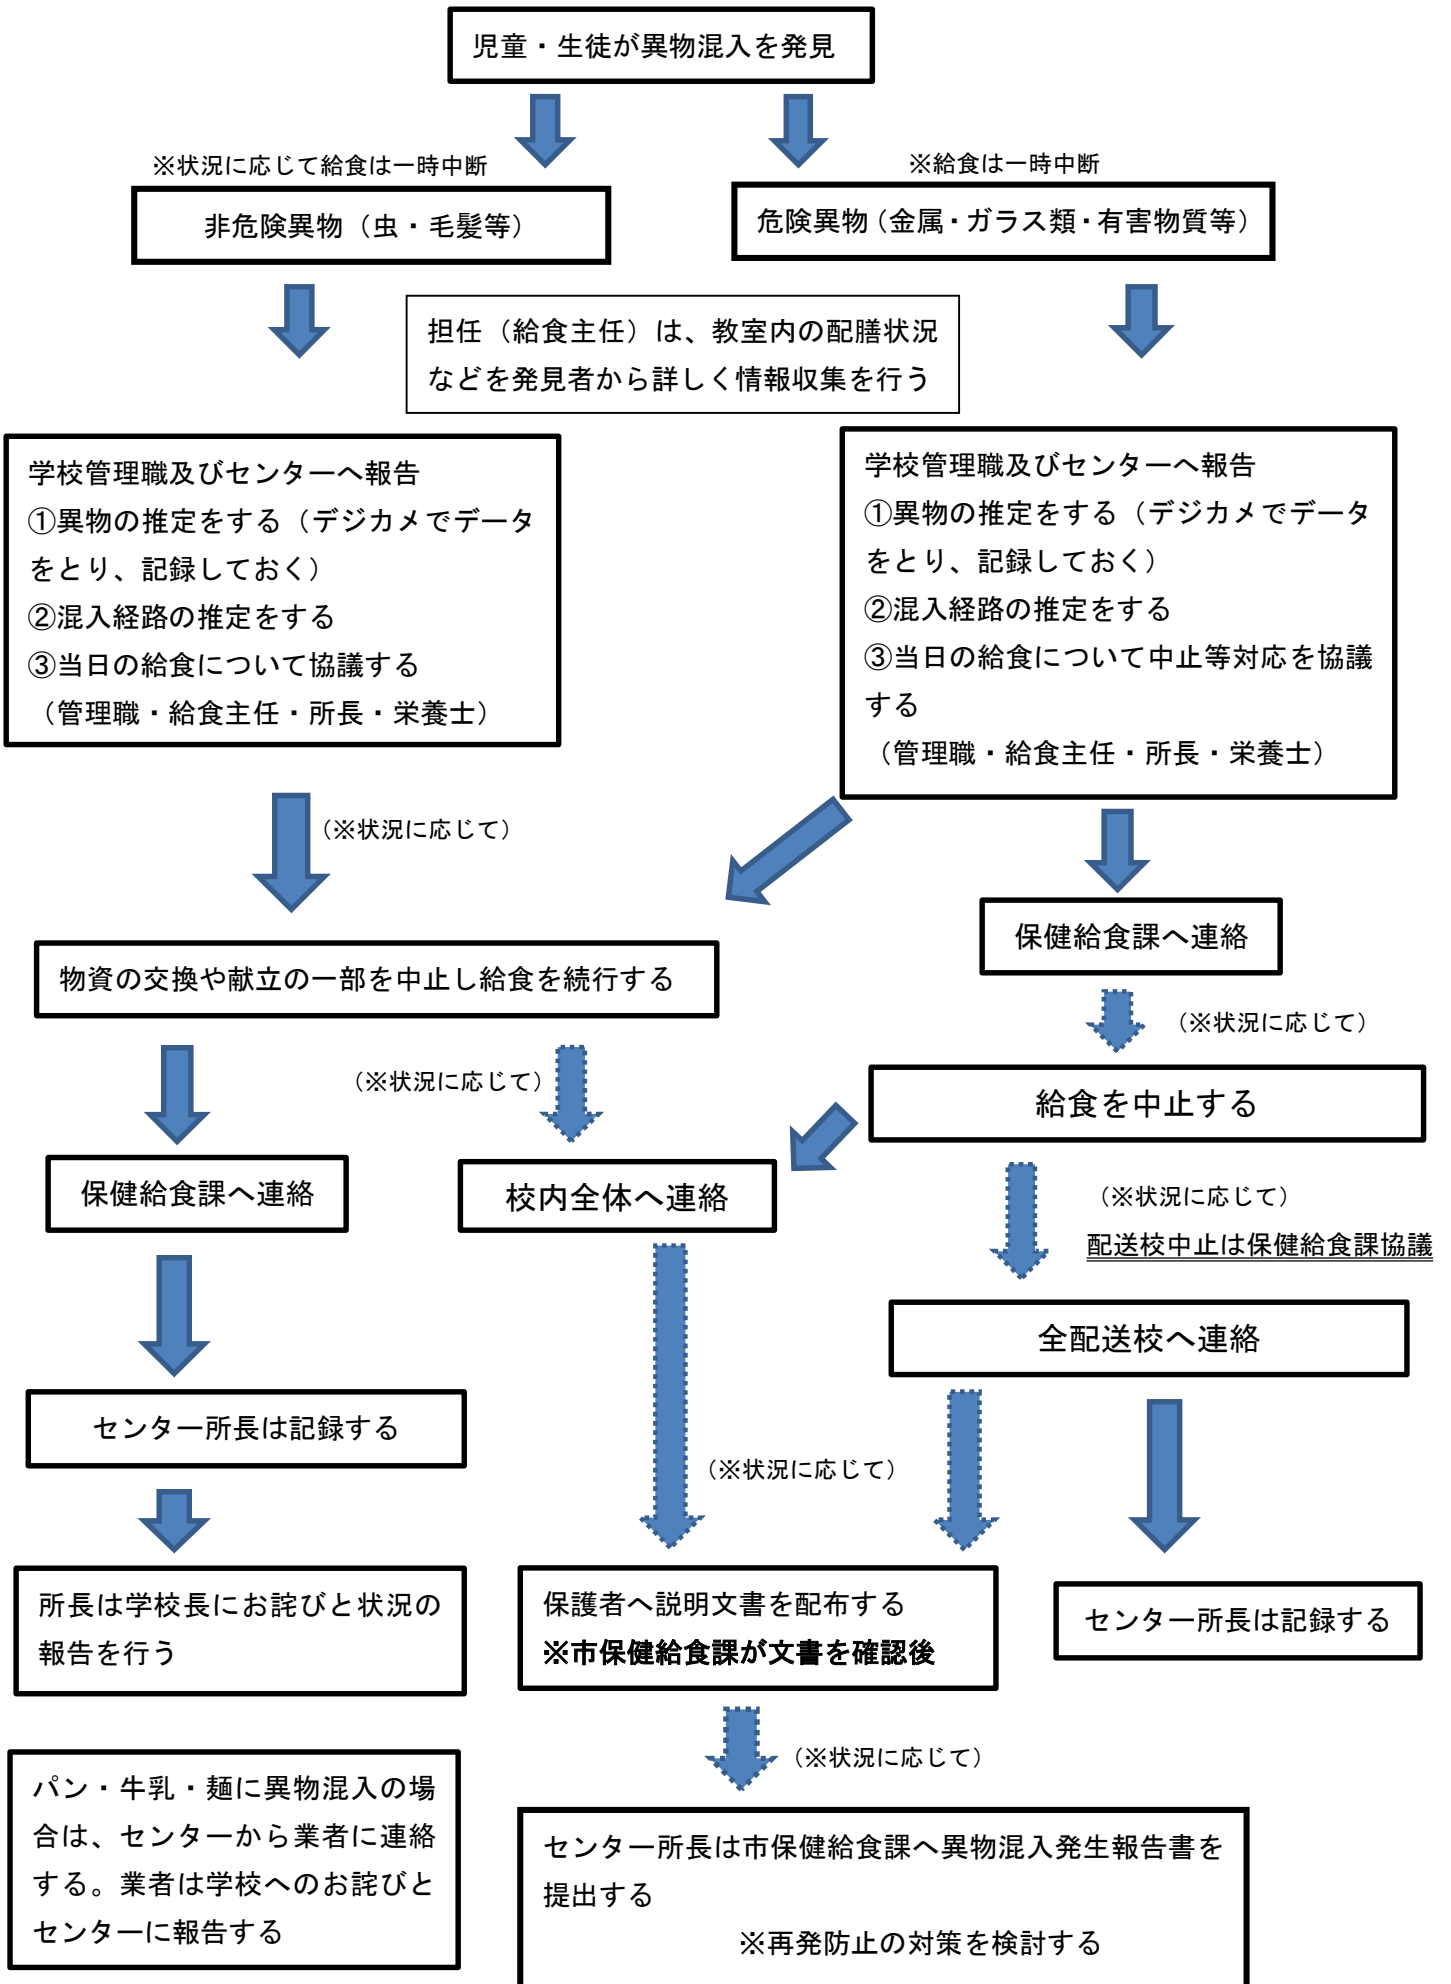 児童・生徒が異物混入を発見
※状況に応じて給食は一時中断
※給食は一時中断
非危険異物（虫・毛髪等）
危険異物（金属・ガラス類・有害物質等）
担任（給食主任）は、教室内の配膳状況
などを発見者から詳しく情報収集を行う
学校管理職及びセンターへ報告
①異物の推定をする（デジカメでデータ
をとり、記録しておく）
②混入経路の推定をする
③当日の給食について協議する
（管理職・給食主任・所長・栄養士）
学校管理職及びセンターへ報告
①異物の推定をする（デジカメでデータ
をとり、記録しておく）
②混入経路の推定をする
③当日の給食について中止等対応を協議
する
（管理職・給食主任・所長・栄養士）
（※状況に応じて）
保健給食課へ連絡
物資の交換や献立の一部を中止し給食を続行する
（※状況に応じて）
（※状況に応じて）
給食を中止する
保健給食課へ連絡
校内全体へ連絡
（※状況に応じて）
配送校中止は保健給食課協議
全配送校へ連絡
センター所長は記録する
（※状況に応じて）
所長は学校長にお詫びと状況の
報告を行う
保護者へ説明文書を配布する
※市保健給食課が文書を確認後
センター所長は記録する
（※状況に応じて）
パン・牛乳・麺に異物混入の場
合は、センターから業者に連絡
する。業者は学校へのお詫びと
センターに報告する
センター所長は市保健給食課へ異物混入発生報告書を
提出する
※再発防止の対策を検討する